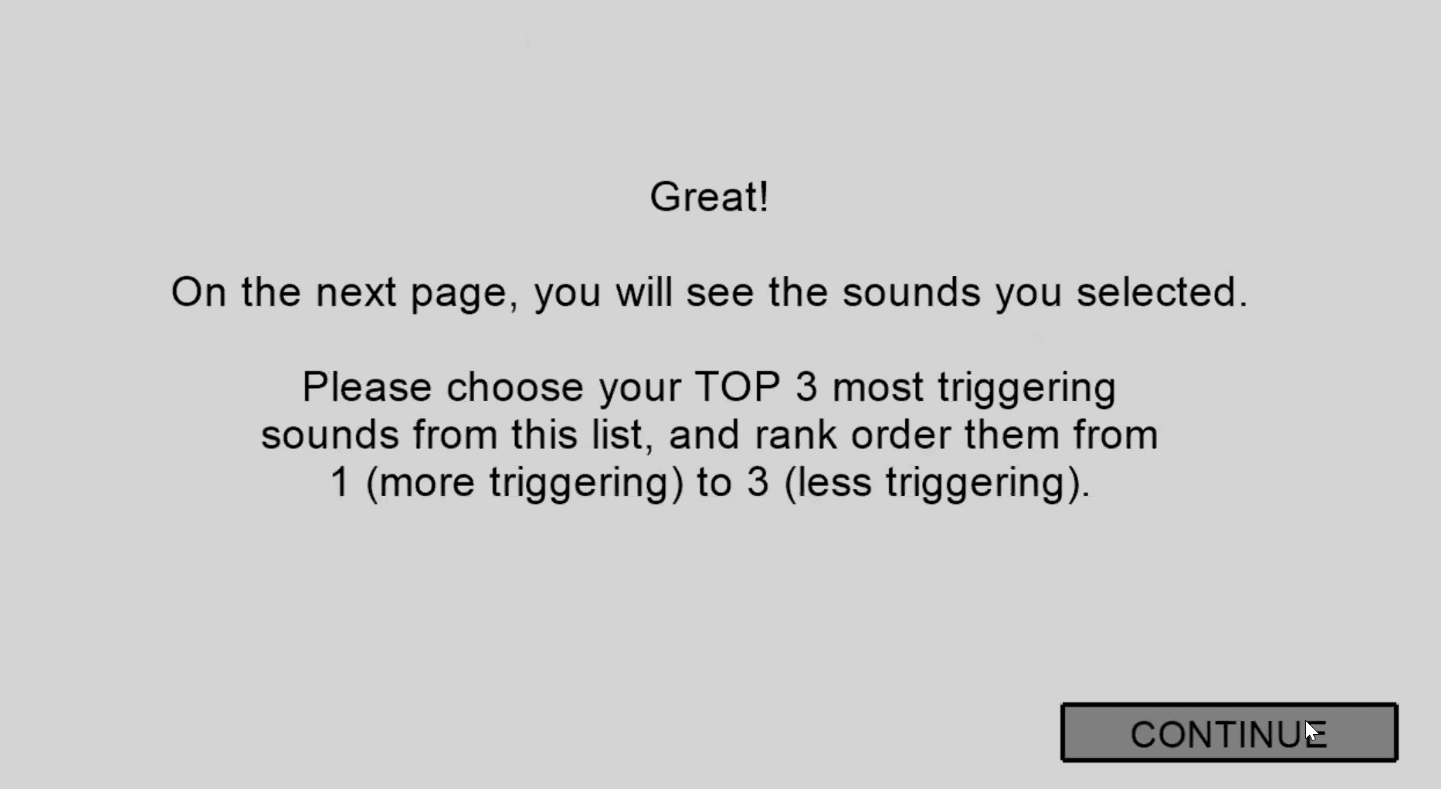 Great!
On the next page, you will see the sounds you selected.
Please choose your TOP 3 most triggering
sounds from this list, and rank order them from
1 (more triggering) to 3 (less triggering).
CONTINUE